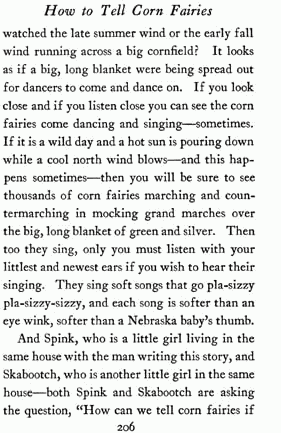 How to Tell Corn Fairies
watched the late summer wind or the early fall
wind running across a big cornfield? It looks
as if a big, long blanket were being spread out
for dancers to come and dance on. If you look
close and if you listen close you can see the corn
fairies come dancing and singing—sometimes.
If it is a wild day and a hot sun is pouring down
while a cool north wind blows—and this hap-
pens sometimes—then you will be sure to see
thousands of corn fairies marching and coun-
termarching in mocking grand marches over
the big, long blanket of green and silver. Then
too they sing, only you must listen with your
littlest and newest ears if you wish to hear their
singing. They sing soft songs that go pla-sizzy
pla-sizzy-sizzy, and each song is softer than an
eye wink, softer than a Nebraska baby's thumb.
And Spink, who is a little girl living in the
same house with the man writing this story, and
Skabootch, who is another little girl in the same
house—both Spink and Skabootch are asking
the question, "How can we tell corn fairies if
206